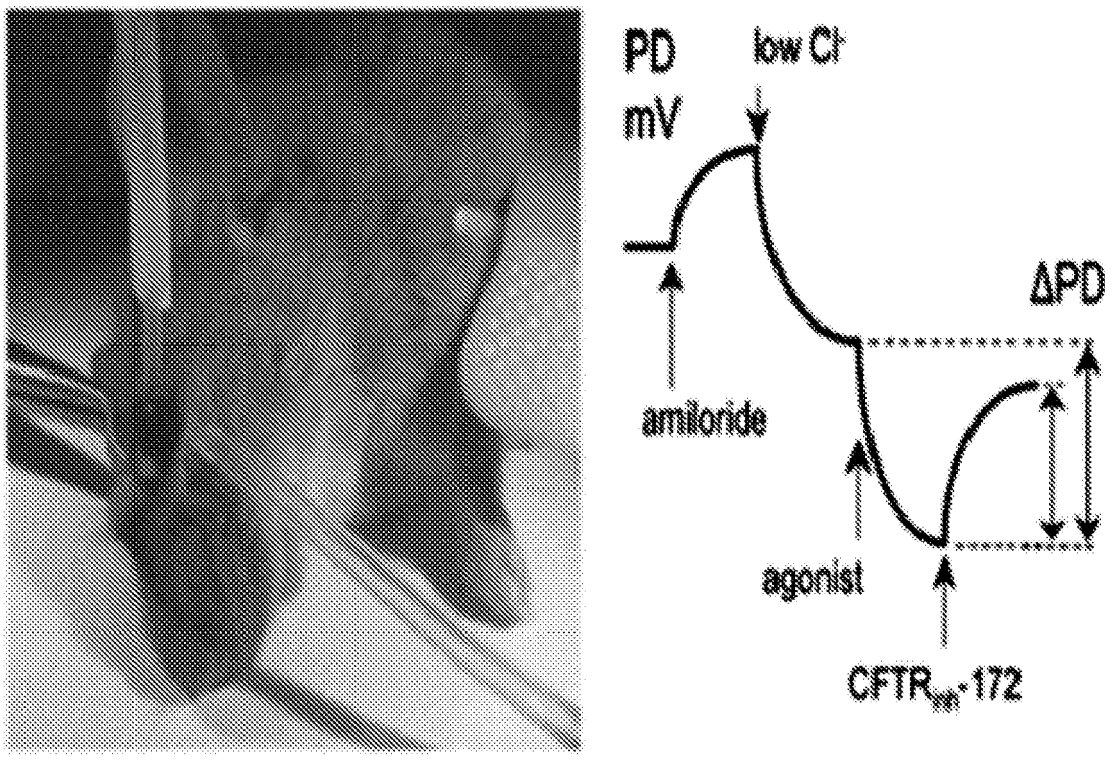 PD
mV
low Cl-
ΔPD
amiloride
agonist
CFTRinh-172